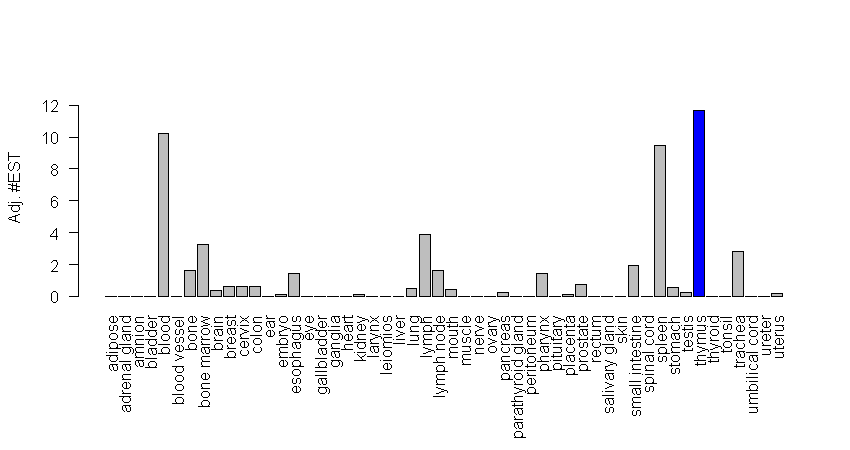 Adj. #EST
12
10
8
6
4
2
0
adipose
adrenal gland
amnion
bladder
blood
blood vessel
bone
bone marrow
brain
breast
cervix
colon
ear
embryo
esophagus
eye
gallbladder
ganglia
heart
kidney
larynx
leiomios
liver
lung
lymph
lymph node
mouth
muscle
nerve
ovary
pancreas
parathyroid gland
peritoneum
pharynx
pituitary
placenta
prostate
rectum
salivary gland
skin
small intestine
spinal cord
spleen
stomach
testis
thymus
thyroid
tonsil
trachea
umbilical cord
ureter
uterus